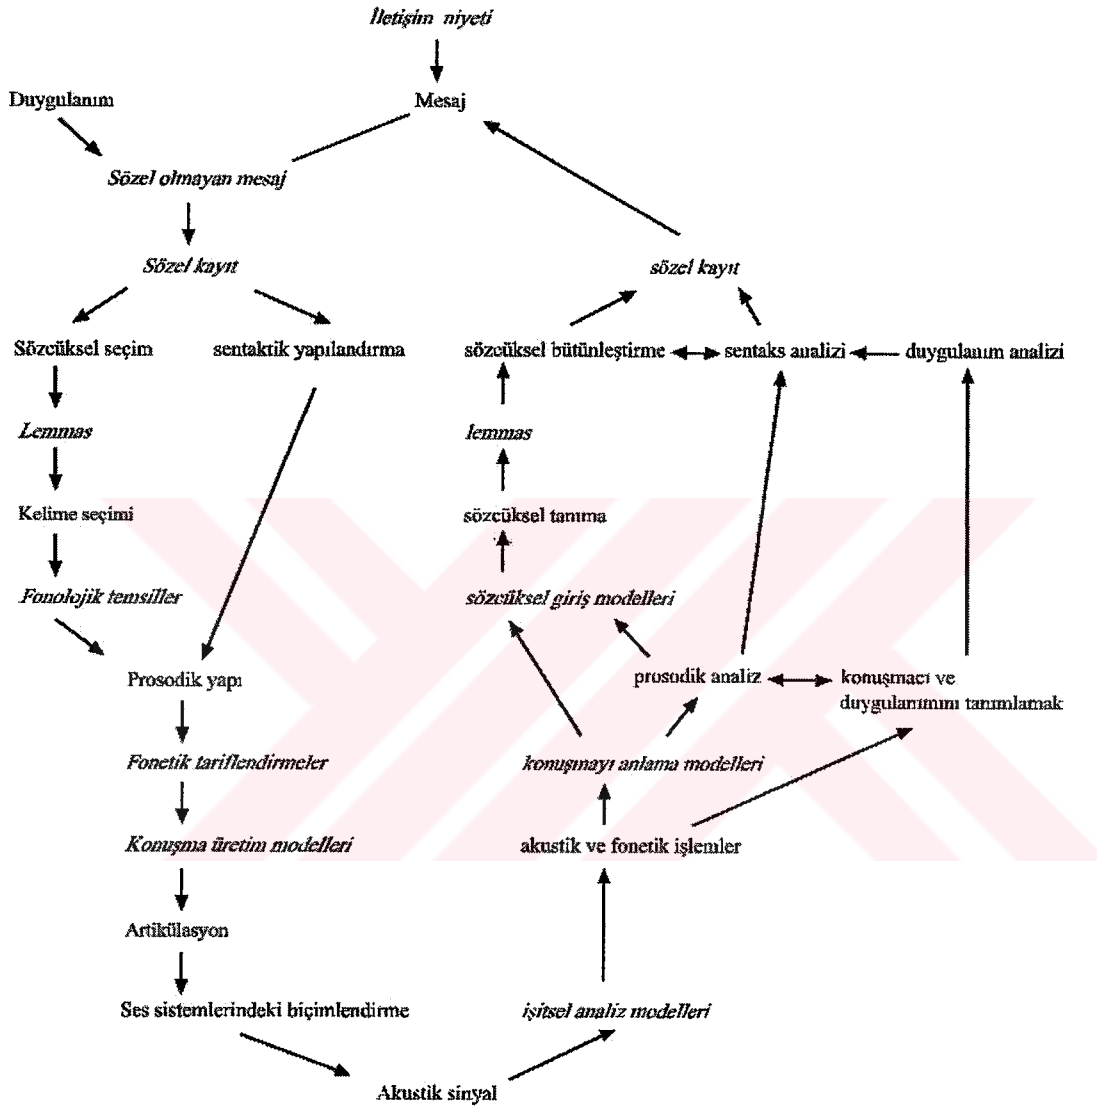 İletişim niyeti
Duygulanım
Mesaj
Sözel olmayan mesaj
Sözel kayıt
sözel kayıt
Sözcüksel seçim
sentaktik yapılandırma
sözcüksel bütünleştirme
sentaks analizi
duygulanım analizi
Lemmas
lemmas
Kelime seçimi
sözcüksel tanıma
Fonolojik temsiller
sözcüksel giriş modelleri
Prosodik yapı
prosodik analiz
konuşmacı ve
duygulanımını tanımlamak
Fonetik tariflendirmeler
konuşmayı anlama modelleri
Konuşma üretim modelleri
akustik ve fonetik işlemler
Artikülasyon
Ses sistemlerindeki biçimlendirme
işitsel analiz modelleri
Akustik sinyal